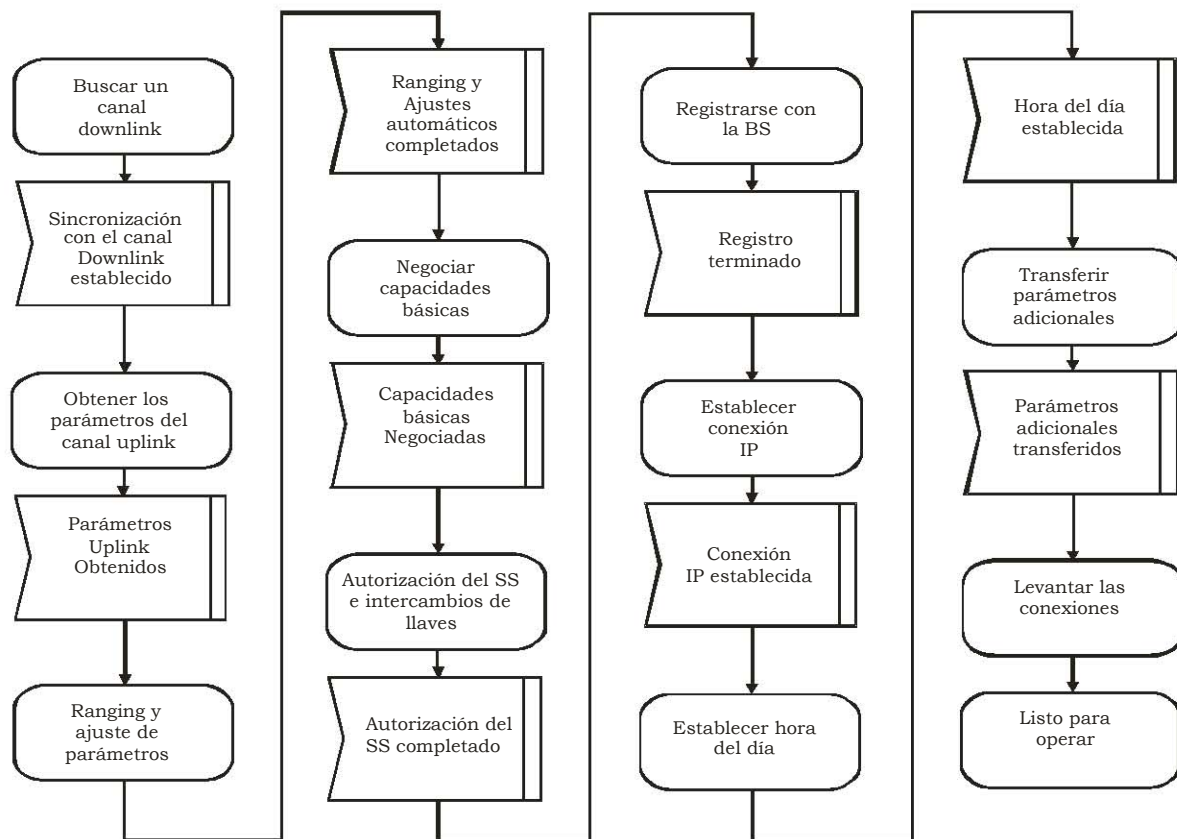 Buscar un
canal
downlink
Sincronización
con el canal
Downlink
establecido
Obtener los
parámetros del
canal uplink
Parámetros
Uplink
Obtenidos
Ranging y
ajuste de
parámetros
Ranging y
Ajustes
automáticos
completados
Negociar
capacidades
básicas
Capacidades
básicas
Negociadas
Autorización del SS
e intercambios de
llaves
Autorización del
SS completado
Registrarse con
la BS
Registro
terminado
Establecer
conexión
IP
Conexión
IP establecida
Establecer hora
del día
Hora del día
establecida
Transferir
parámetros
adicionales
Parámetros
adicionales
transferidos
Levantar las
conexiones
Listo para
operar